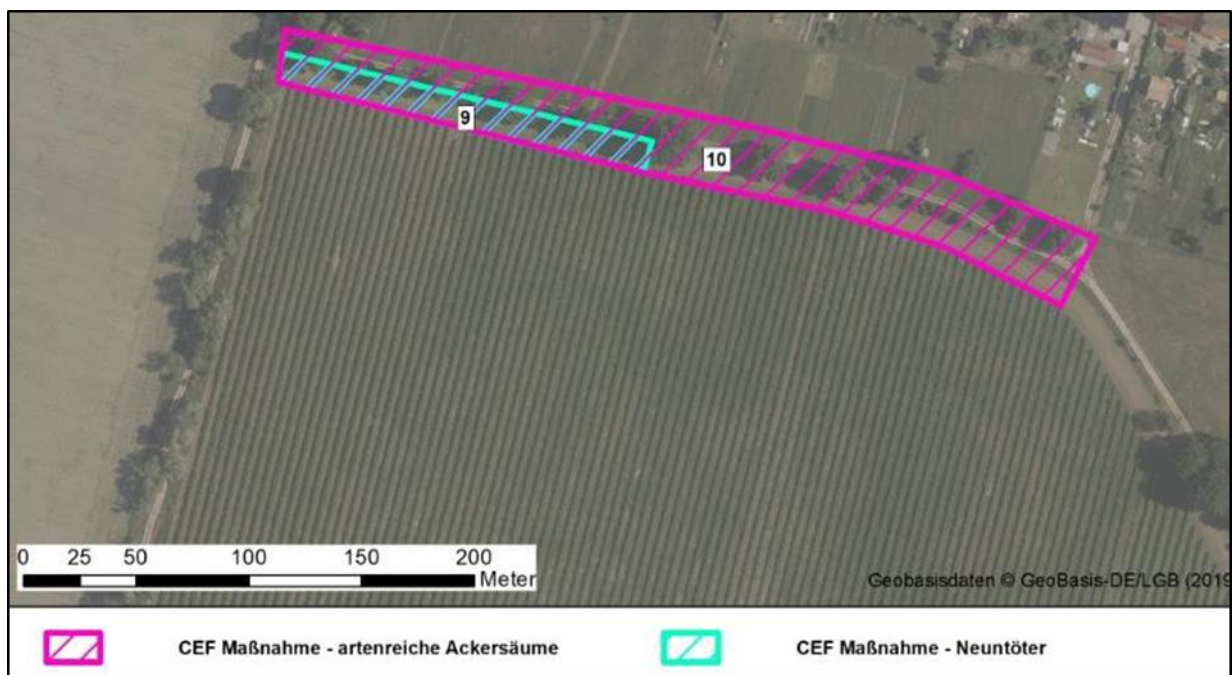 9
10
0 25 50 100 150 200
Meter
Geobasisdaten © GeoBasis-DE/LGB (2019
CEF Maßnahme - artenreiche Ackersäume
CEF Maßnahme - Neuntöter